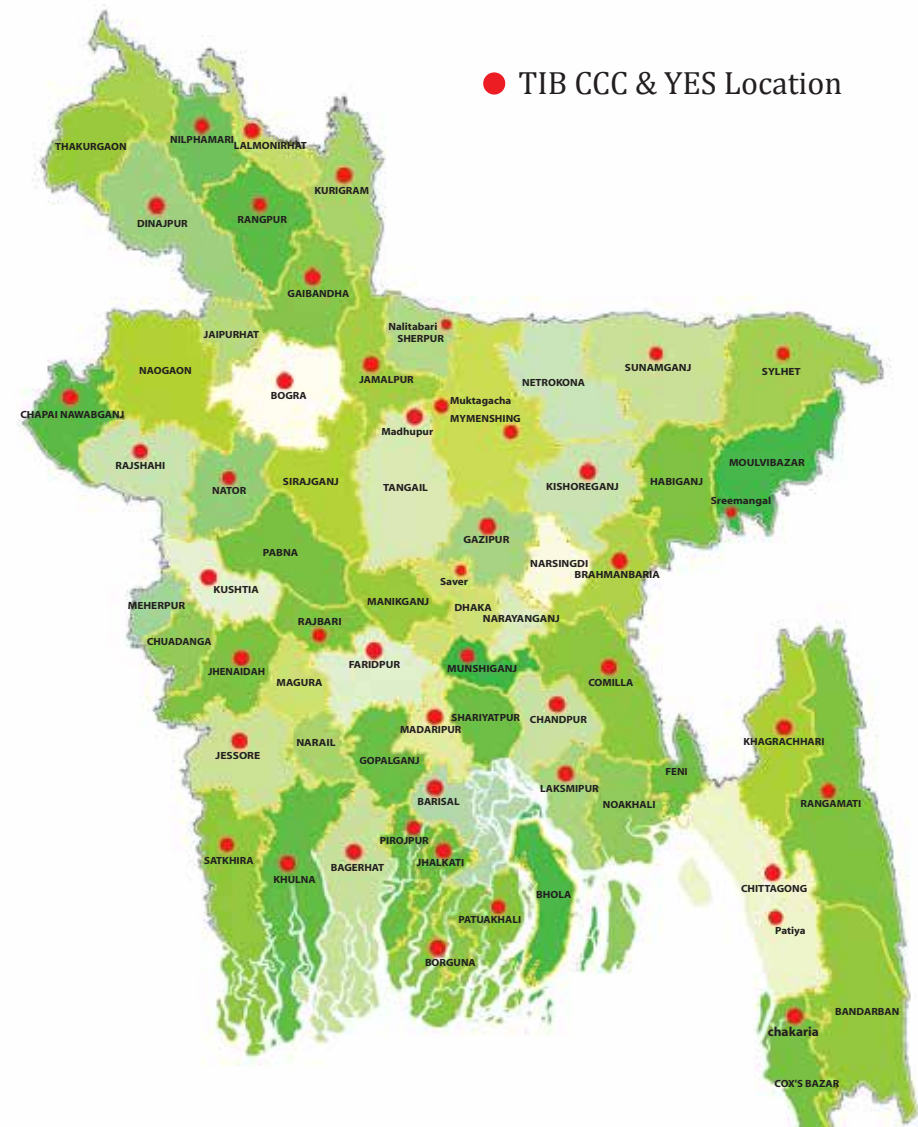 TIB CCC & YES Location
THAKURGAON
NILPHAMARI
LALMONIRHAT
KURIGRAM
DINAJPUR
RANGPUR
GAIBANDHA
JAIPURHAT
Nalitabari
SHERPUR
NAOGAON
BOGRA
JAMALPUR
NETROKONA
SUNAMGANJ
SYLHET
CHAPAI NAWABGANJ
Muktagacha
MYMENSHING
Madhupur
RAJSHAHI
NATOR
SIRAJGANJ
TANGAIL
KISHOREGANJ
HABIGANJ
MOULVIBAZAR
Sreemangal
GAZIPUR
PABNA
NARSINGDI
BRAHMANBARIA
KUSHTIA
Saver
MEHERPUR
MANIKGANJ
DHAKA
NARAYANGANJ
CHUADANGA
RAJBARI
JHENAIDAH
FARIDPUR
MUNSHIGANJ
MAGURA
COMILLA
SHARIYATPUR
CHANDPUR
MADARIPUR
KHAGRACHHARI
JESSORE
NARAIL
GOPALGANJ
FENI
BARISAL
LAKSMIPUR
NOAKHALI
RANGAMATI
PIROJPUR
SATKHIRA
KHULNA
BAGERHAT
JHALKATI
CHITTAGONG
BHOLA
PATUAKHALI
Patiya
BORGUNA
BANDARBAN
chakaria
COX'S BAZAR